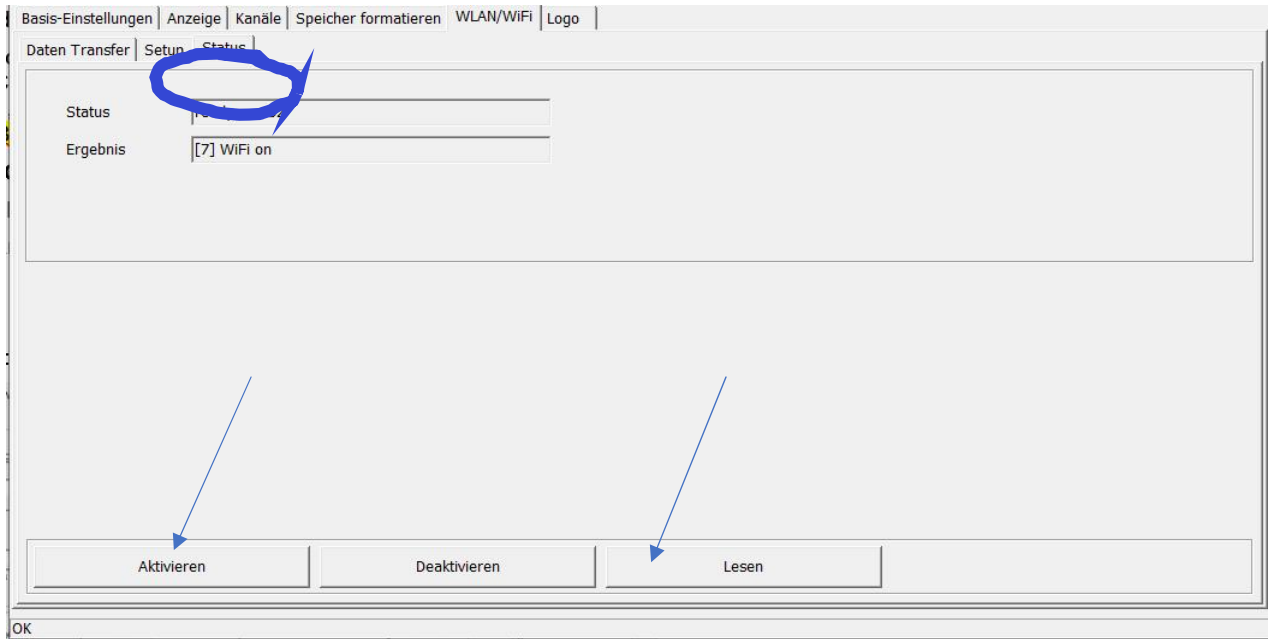 Basis-Einstellungen Anzeige Kanäle Speicher formatieren WLAN/WiFi Logo
Daten Transfer Setup Status
Status
Ergebnis [7] WiFi on
Aktivieren Deaktivieren Lesen
OK